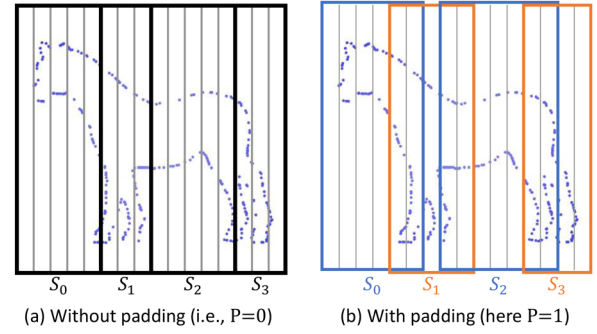 S0 S1 S2 S3
S0 S1 S2 S3
(a) Without padding (i.e., P=0)
(b) With padding (here P=1)